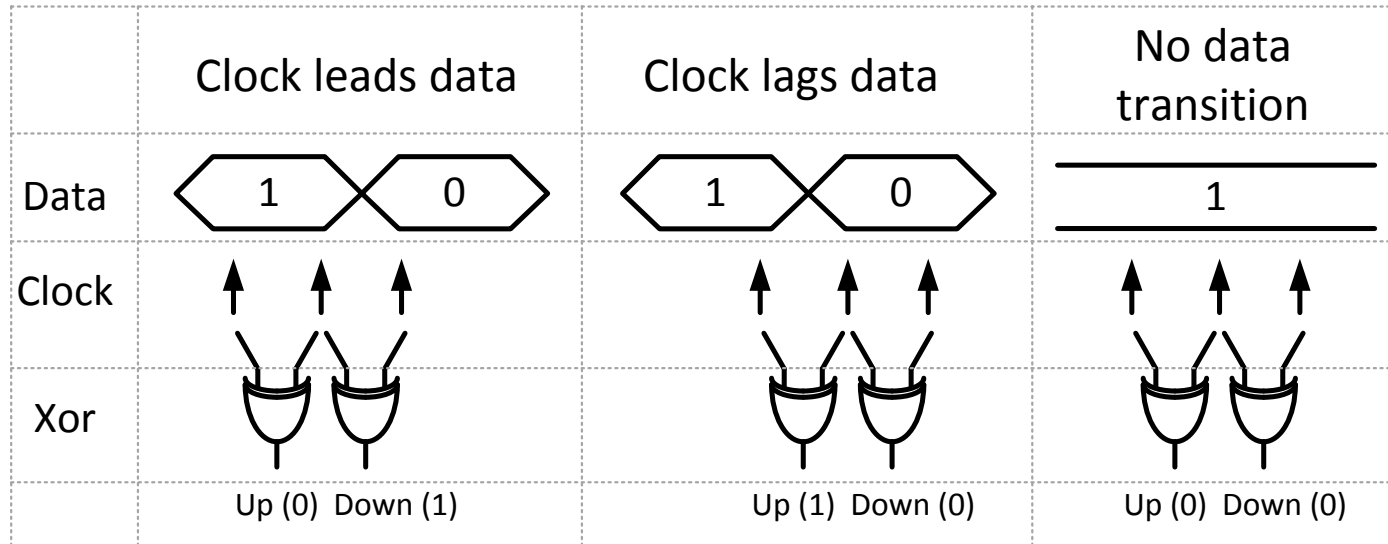 Clock leads data
Clock lags data
No data
transition
Data
1
0
1
0
1
Clock
Xor
Up (0) Down (1)
Up (1) Down (0)
Up (0) Down (0)